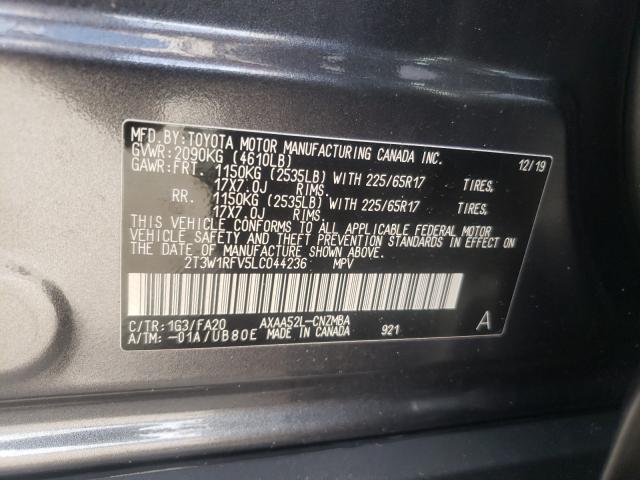 MFD.BY:TOYOTA MOTOR MANUFACTURING CANADA INC.
GVWR:2090KG (4610LB) 12/19
GAWR:FRT. 1150KG (2535LB) WITH 225/65R17 TIRES,
17X7.0J RIMS.
RR. 1150KG (2535LB) WITH 225/65R17 TIRES,
17X7.0J RIMS.
THIS VEHICLE CONFORMS TO ALL APPLICABLE FEDERAL MOTOR
VEHICLE SAFETY AND THEFT PREVENTION STANDARDS IN EFFECT ON
THE DATE OF MANUFACTURE SHOWN ABOVE.
2T3W1RFV5LC044236 MPV
C/TR:1G3/FA20 AXAA52L-CNZMBA
A/TM:-01A/UB80E MADE IN CANADA 921 A